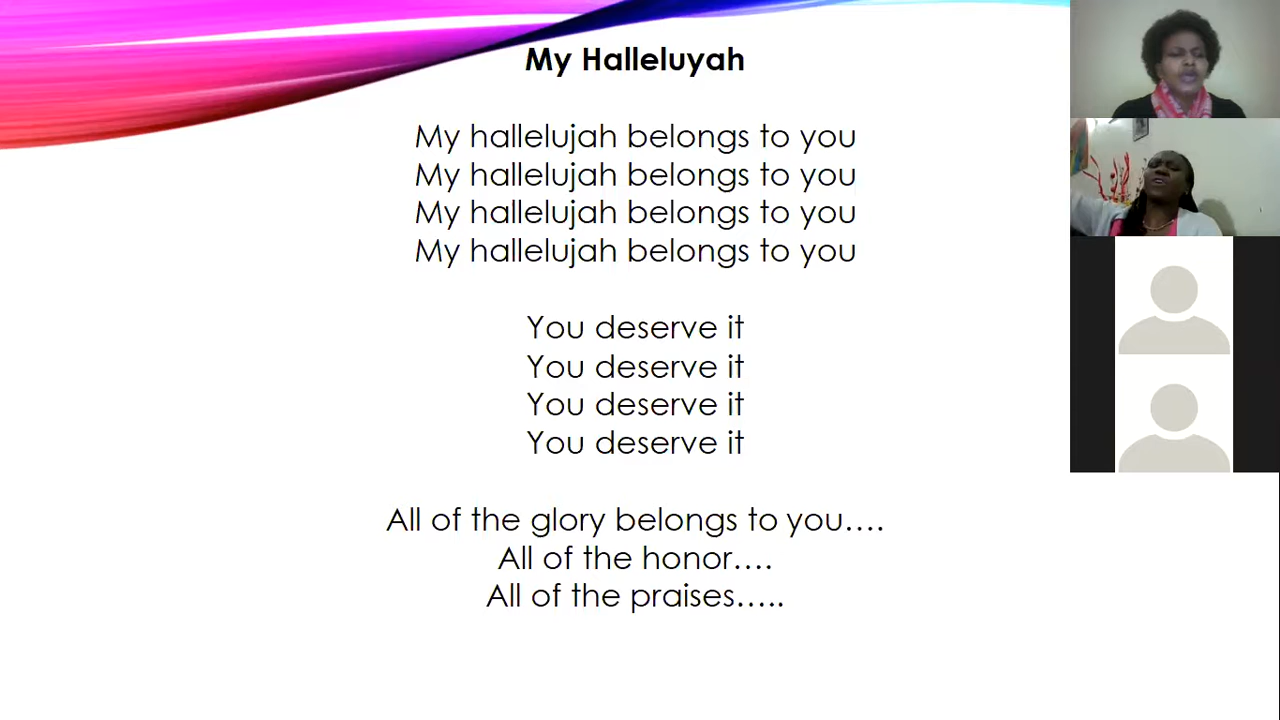 My Halleluyah
My hallelujah belongs to you
My hallelujah belongs to you
My hallelujah belongs to you
My hallelujah belongs to you
You deserve it
You deserve it
You deserve it
You deserve it
All of the glory belongs to you….
All of the honor….
All of the praises…..